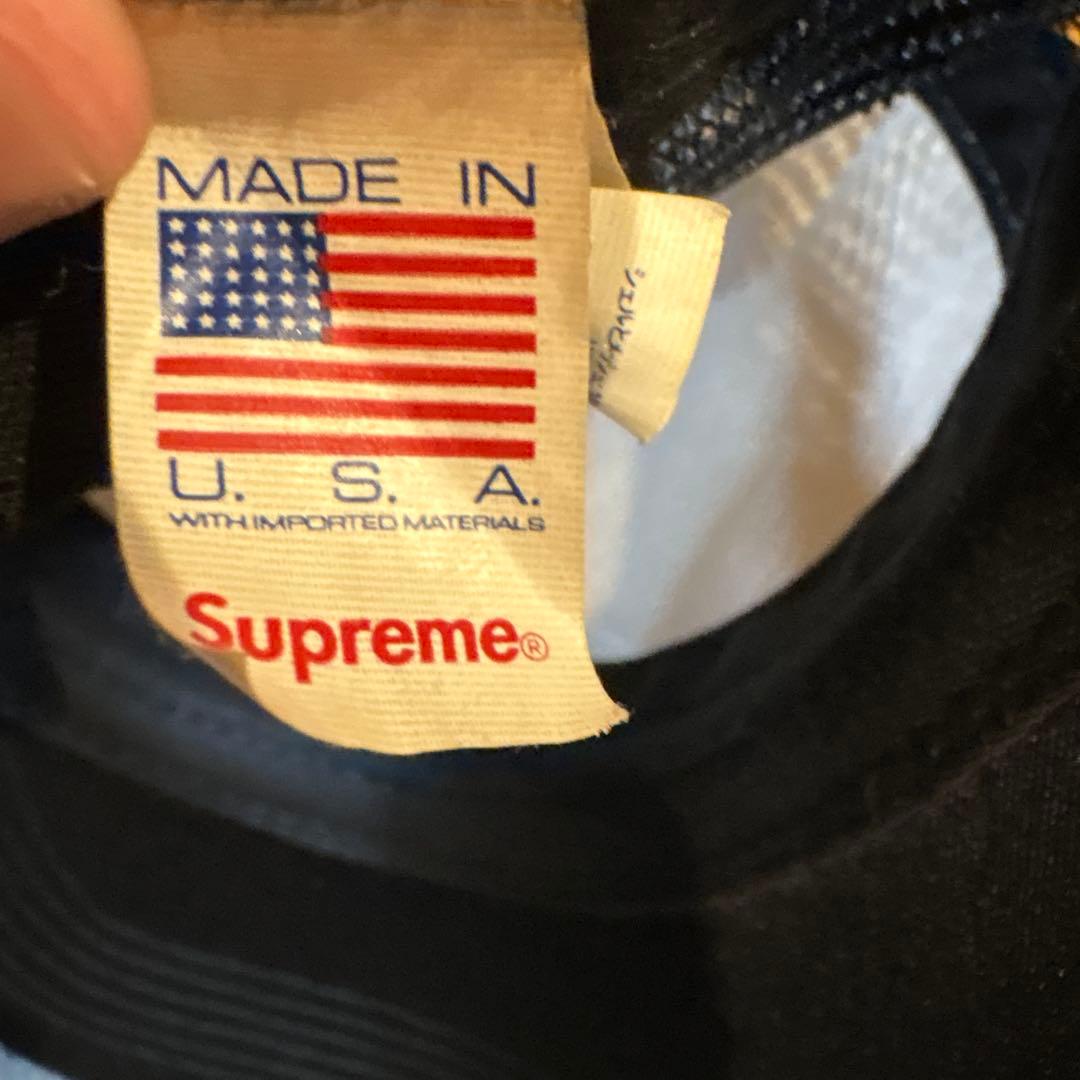 MADE IN
U. S. A.
WITH IMPORTED MATERIALS
Supreme®